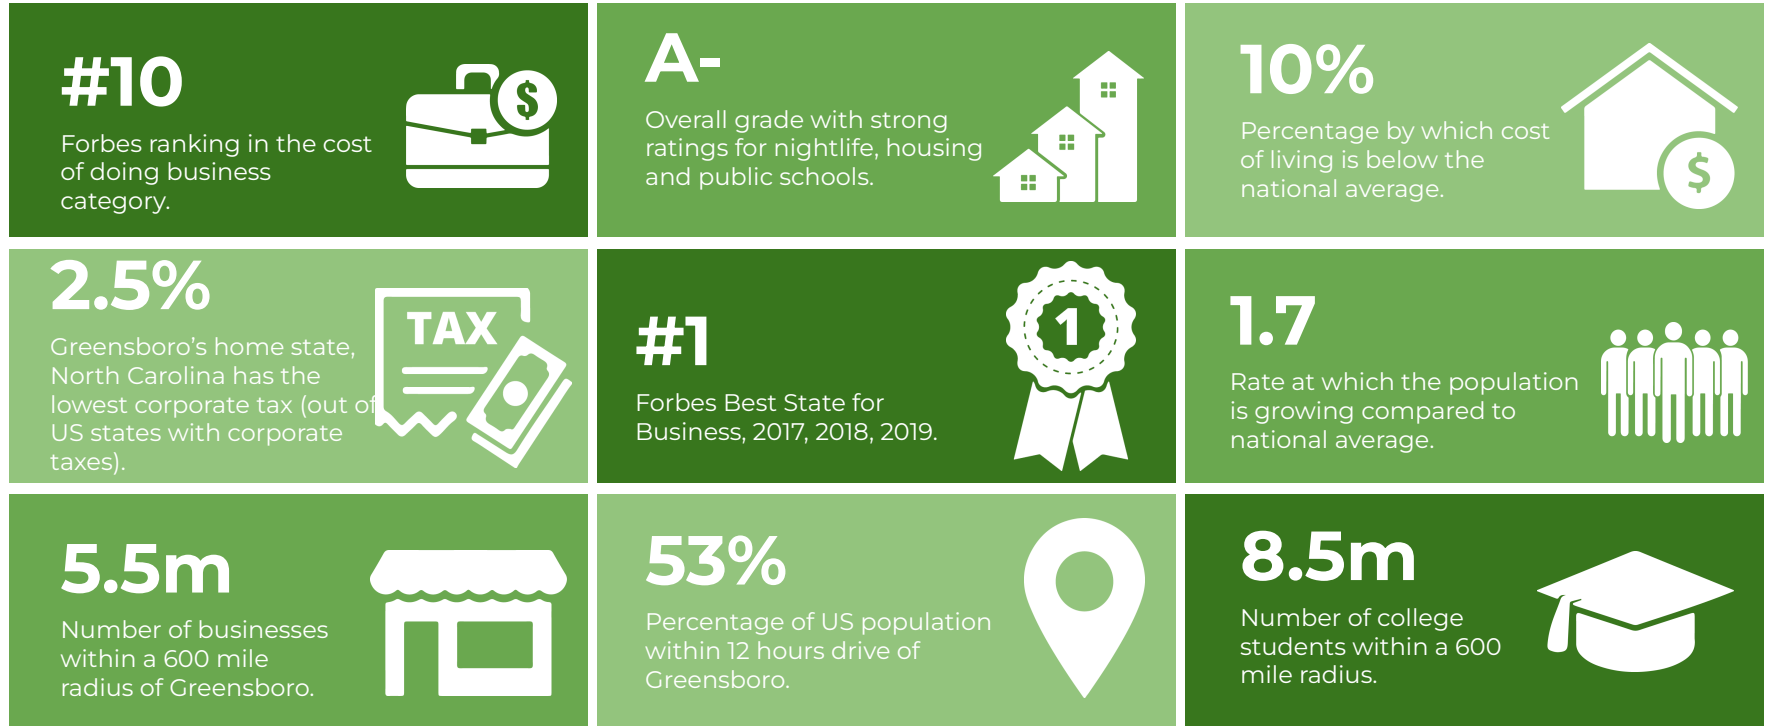 #10
Forbes ranking in the cost
of doing business
category.
$
A-
Overall grade with strong
ratings for nightlife, housing
and public schools.
10%
Percentage by which cost
of living is below the
national average.
$
2.5%
Greensboro’s home state,
North Carolina has the
lowest corporate tax (out of
US states with corporate
taxes).
TAX
#1
Forbes Best State for
Business, 2017, 2018, 2019.
1
1.7
Rate at which the population
is growing compared to
national average.
5.5m
Number of businesses
within a 600 mile
radius of Greensboro.
53%
Percentage of US population
within 12 hours drive of
Greensboro.
8.5m
Number of college
students within a 600
mile radius.